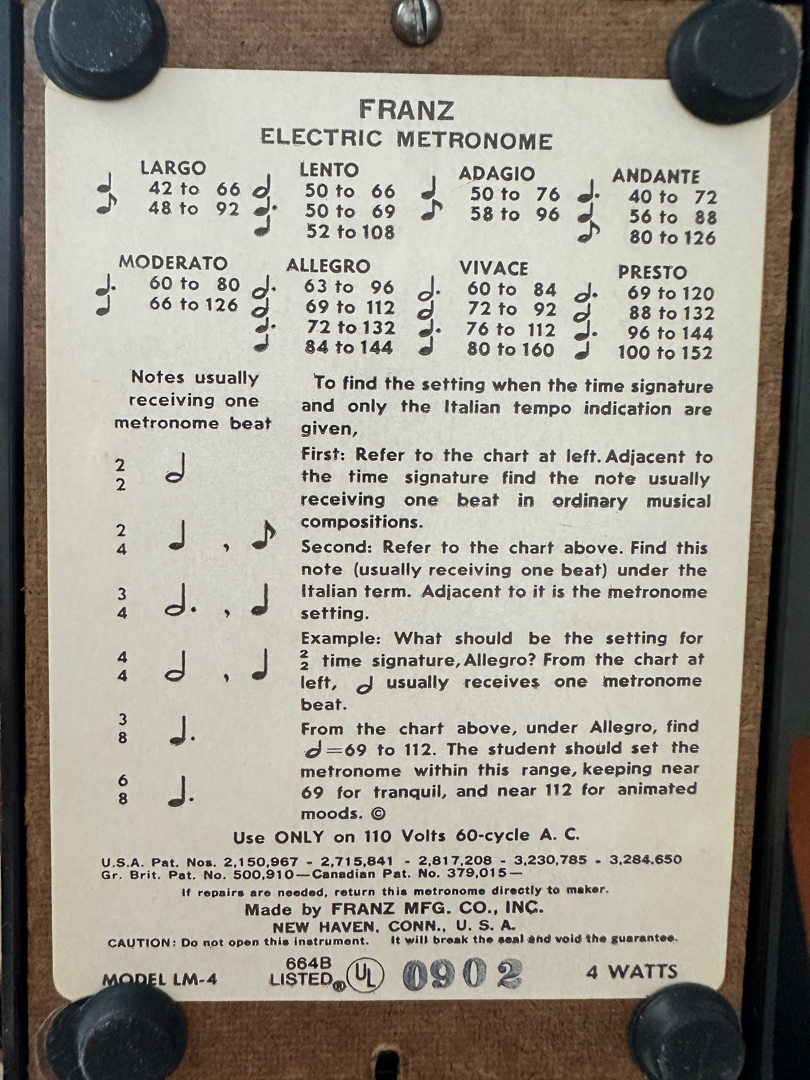 FRANZ
ELECTRIC METRONOME
LARGO LENTO ADAGIO ANDANTE
♩ 42 to 66 𝅗𝅥 50 to 66 ♩ 50 to 76 ♩. 40 to 72
♪ 48 to 92 ♩. 50 to 69 ♪ 58 to 96 ♩ 56 to 88
♩ 52 to 108 ♪ 80 to 126
MODERATO ALLEGRO VIVACE PRESTO
♩. 60 to 80 𝅗𝅥. 63 to 96 𝅗𝅥. 60 to 84 𝅗𝅥. 69 to 120
♩ 66 to 126 𝅗𝅥 69 to 112 𝅗𝅥 72 to 92 𝅗𝅥 88 to 132
♩. 72 to 132 ♩. 76 to 112 ♩. 96 to 144
♩ 84 to 144 ♩ 80 to 160 ♩ 100 to 152
Notes usually
receiving one
metronome beat
2
2 𝅗𝅥
2
4 ♩ , ♪
3
4 𝅗𝅥. , ♩
4
4 𝅗𝅥 , ♩
3
8 ♩.
6
8 ♩.
To find the setting when the time signature
and only the Italian tempo indication are
given,
First: Refer to the chart at left. Adjacent to
the time signature find the note usually
receiving one beat in ordinary musical
compositions.
Second: Refer to the chart above. Find this
note (usually receiving one beat) under the
Italian term. Adjacent to it is the metronome
setting.
Example: What should be the setting for
2/2 time signature, Allegro? From the chart at
left, 𝅗𝅥 usually receives one metronome
beat.
From the chart above, under Allegro, find
𝅗𝅥=69 to 112. The student should set the
metronome within this range, keeping near
69 for tranquil, and near 112 for animated
moods. ©
Use ONLY on 110 Volts 60-cycle A. C.
U.S.A. Pat. Nos. 2,150,967 - 2,715,841 - 2,817,208 - 3,230,785 - 3,284,650
Gr. Brit. Pat. No. 500,910—Canadian Pat. No. 379,015—
If repairs are needed, return this metronome directly to maker.
Made by FRANZ MFG. CO., INC.
NEW HAVEN, CONN., U. S. A.
CAUTION: Do not open this instrument. It will break the seal and void the guarantee.
MODEL LM-4 664B LISTED ® UL 0902 4 WATTS